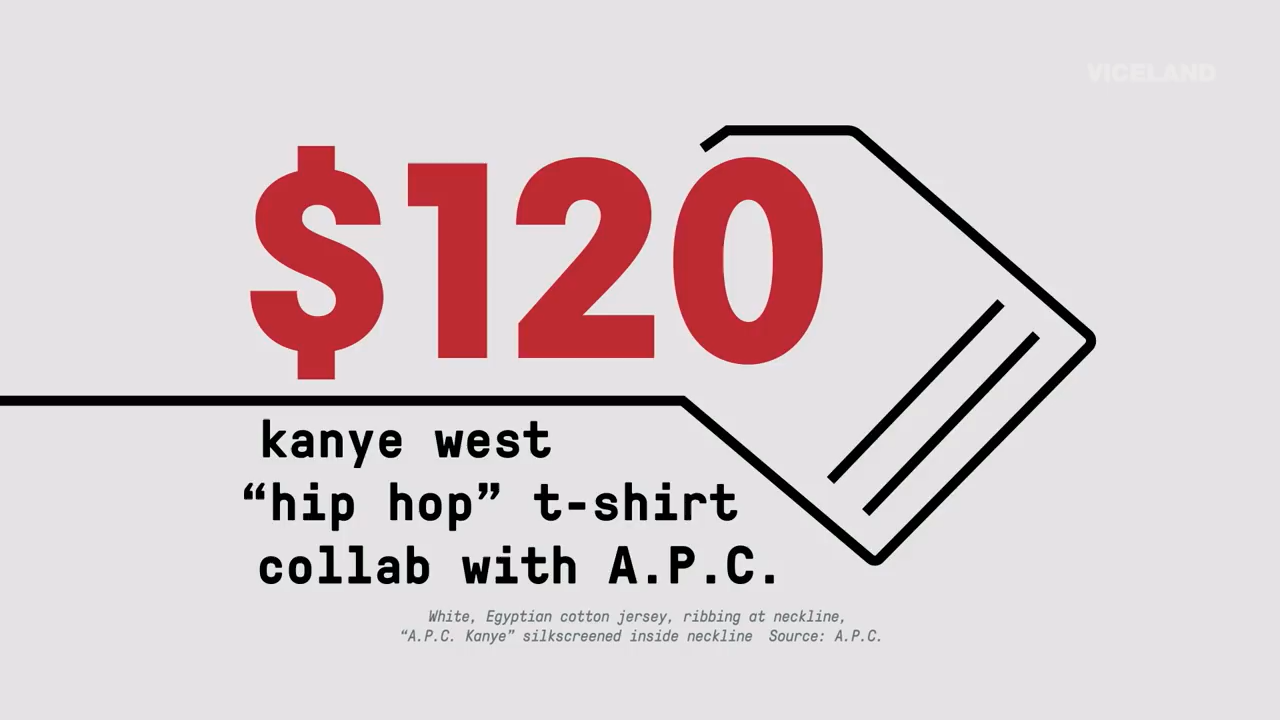 VICELAND
$120
kanye west
“hip hop” t-shirt
collab with A.P.C.
White, Egyptian cotton jersey, ribbing at neckline,
“A.P.C. Kanye” silkscreened inside neckline Source: A.P.C.